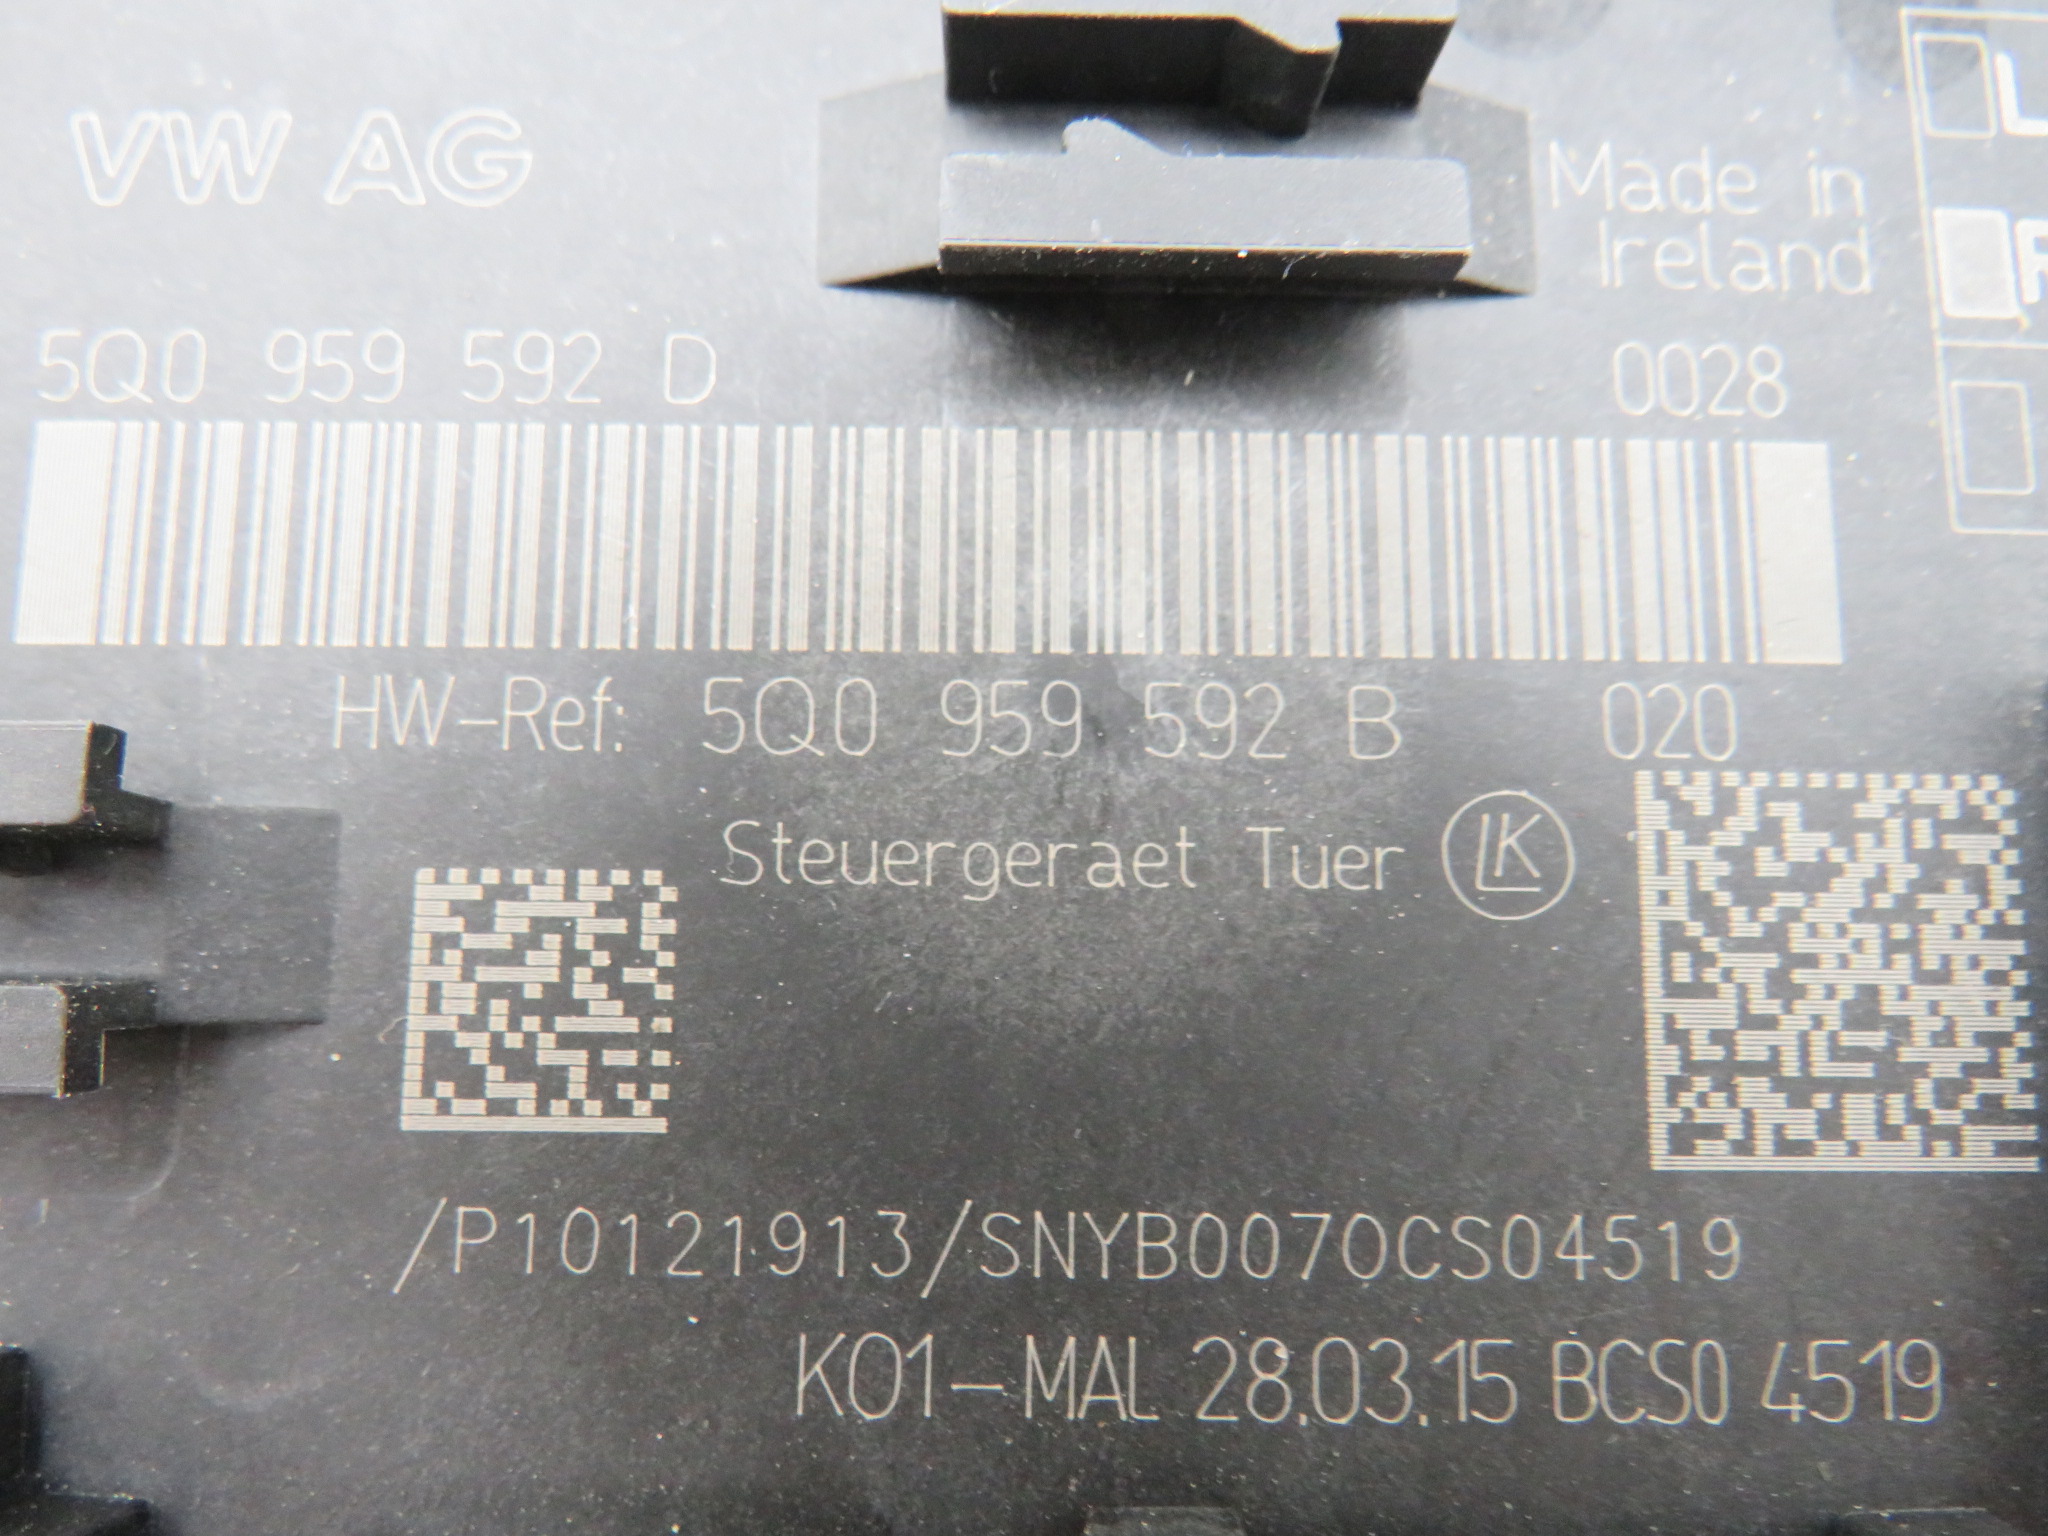 VW AG
Made in
Ireland
L
R
5Q0 959 592 D
0028
HW-Ref: 5Q0 959 592 B 020
Steuergeraet Tuer LK
/P10121913/SNYB0070CS04519
K01-MAL 28.03.15 BCS0 4519